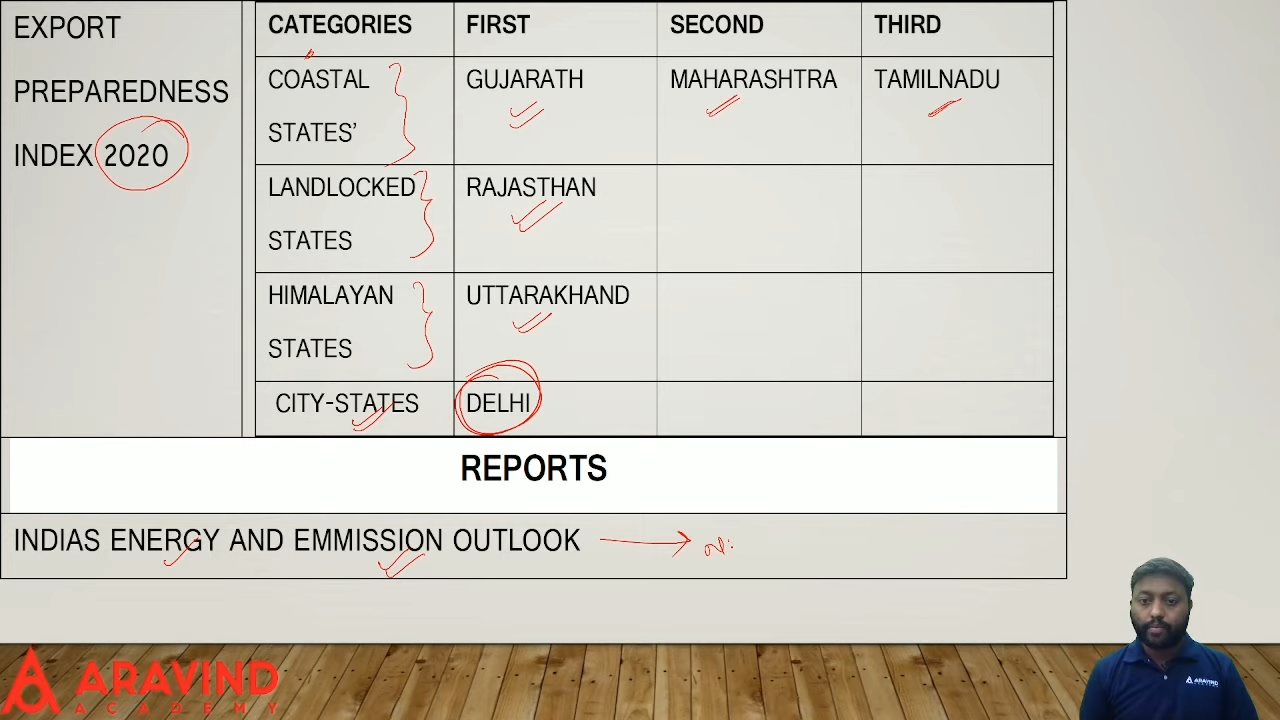 EXPORT
PREPAREDNESS
INDEX 2020
CATEGORIES FIRST SECOND THIRD
COASTAL STATES’ GUJARATH MAHARASHTRA TAMILNADU
LANDLOCKED STATES RAJASTHAN
HIMALAYAN STATES UTTARAKHAND
CITY-STATES DELHI
REPORTS
INDIAS ENERGY AND EMMISSION OUTLOOK
ARAVIND
ACADEMY
ARAVIND